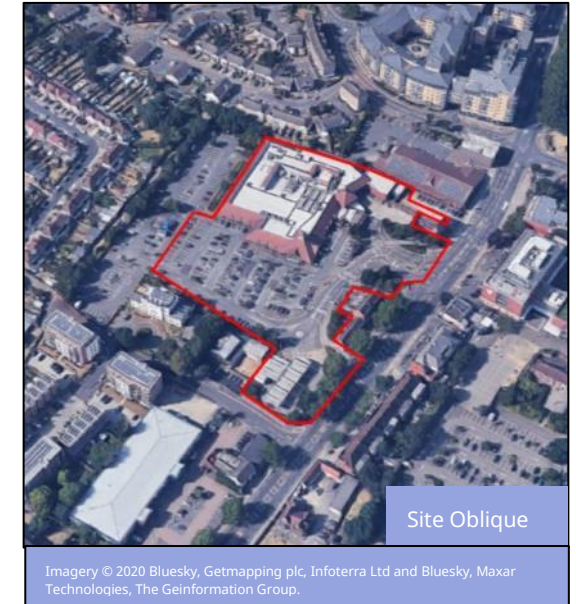 Site Oblique
Imagery © 2020 Bluesky, Getmapping plc, Infoterra Ltd and Bluesky, Maxar
Technologies, The Geinformation Group.